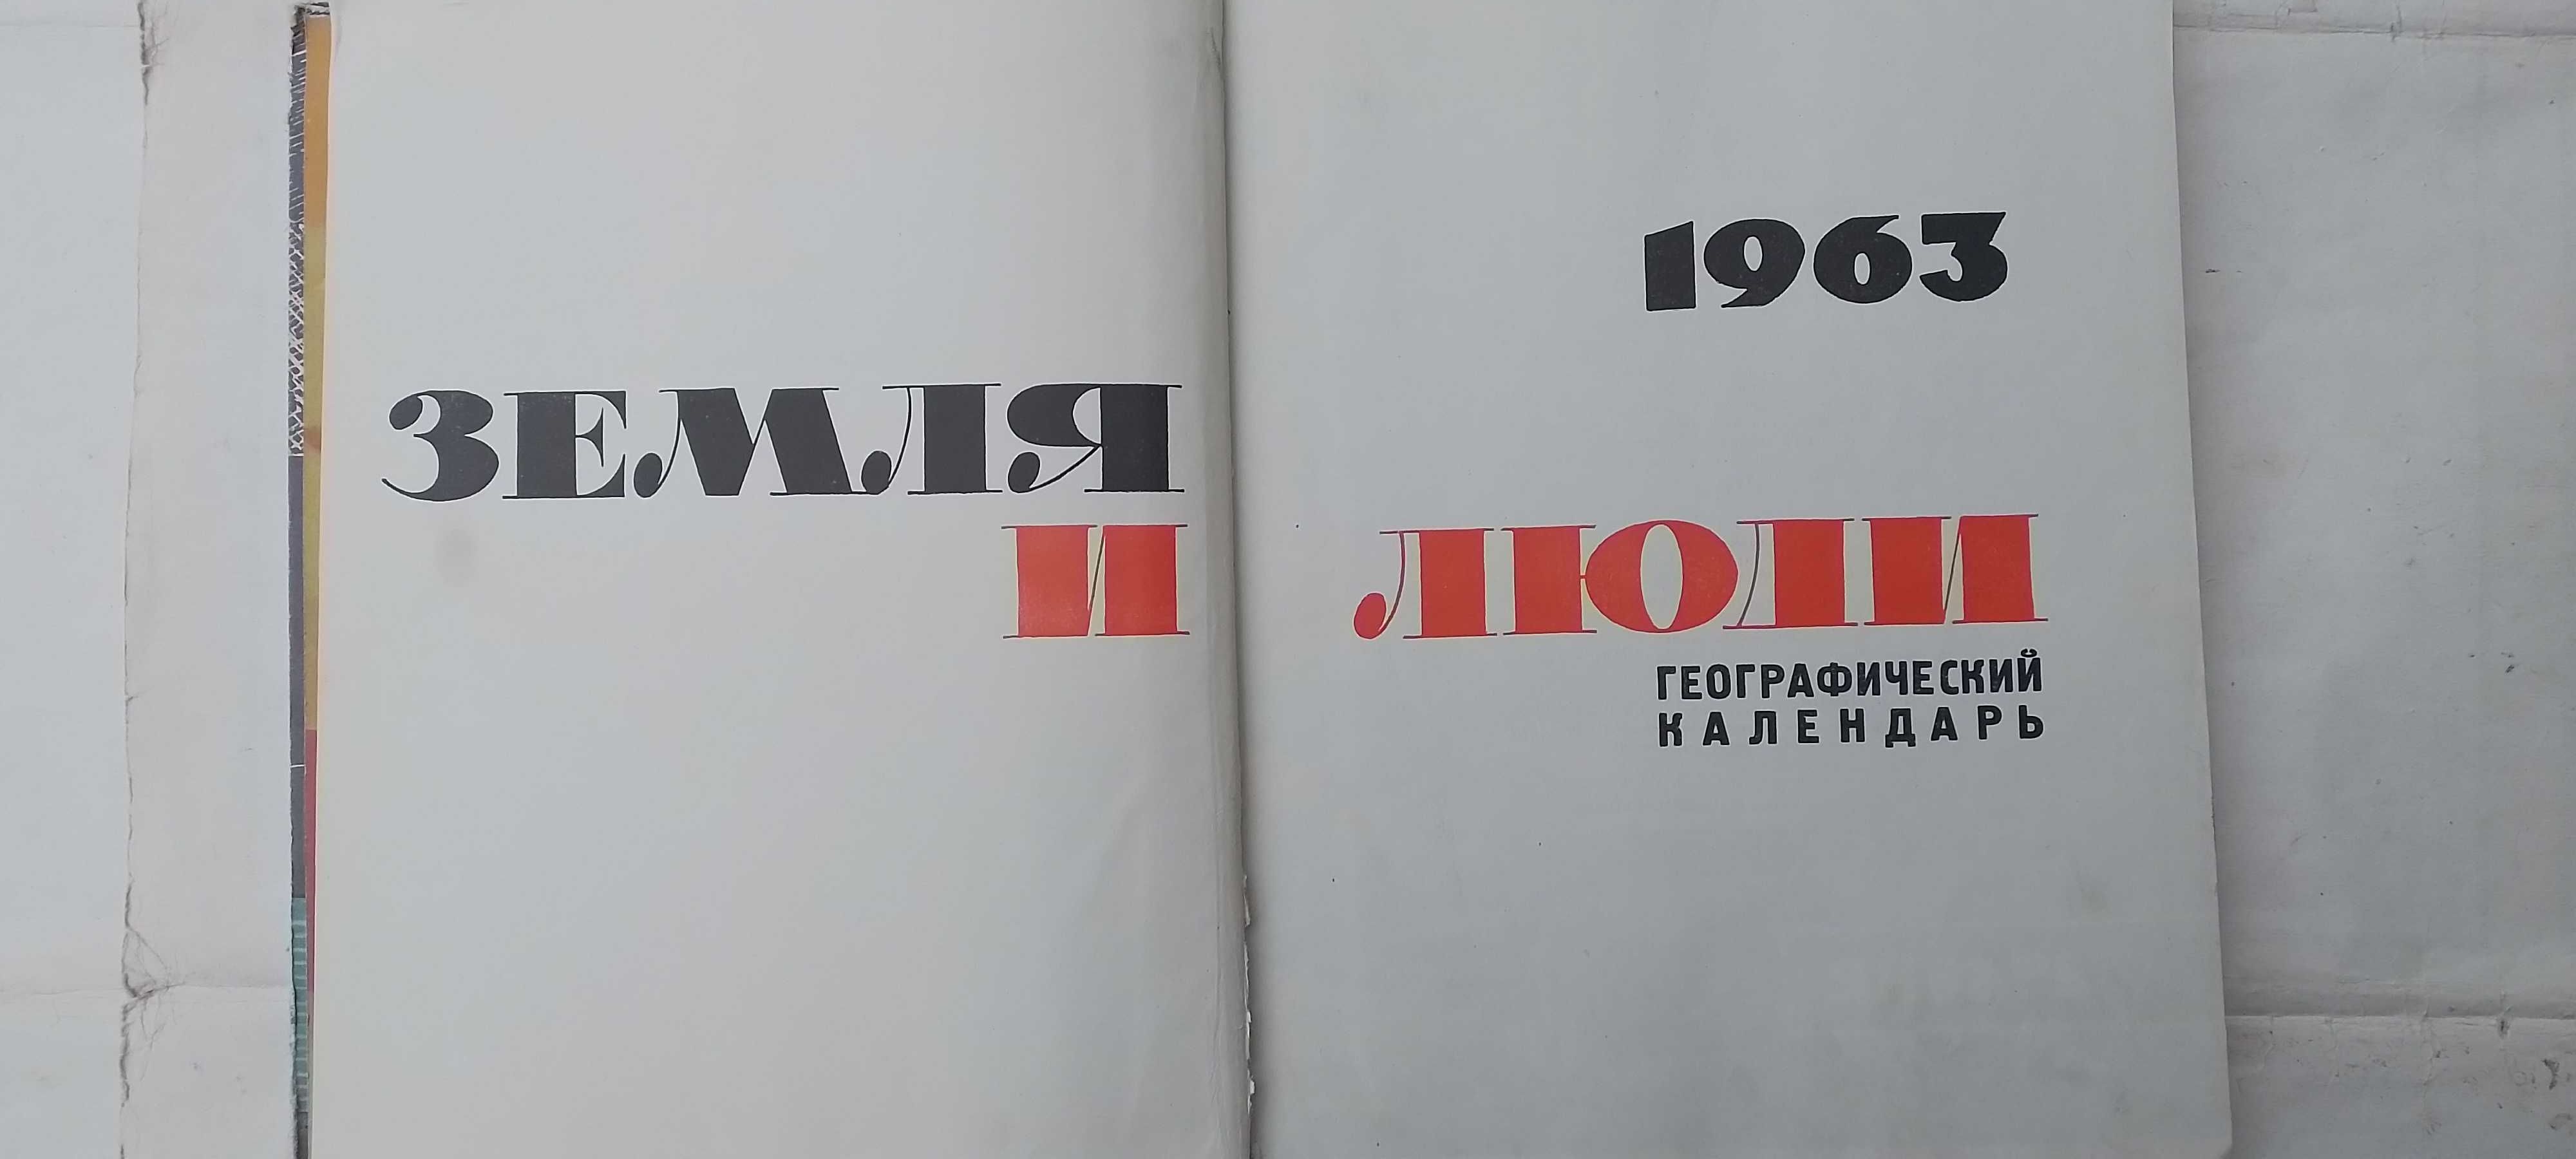 ЗЕМЛЯ
И
1963
ЛЮДИ
ГЕОГРАФИЧЕСКИЙ
КАЛЕНДАРЬ